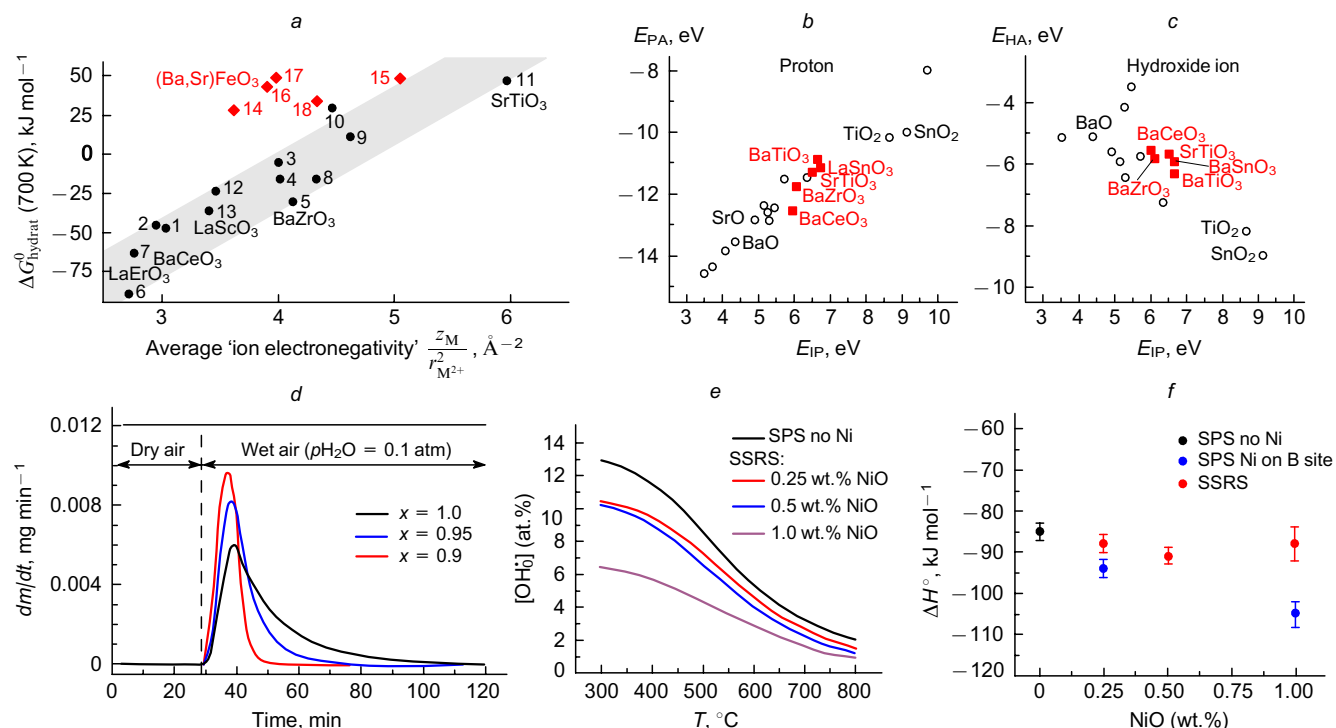 a
ΔG⁰hydrat (700 K), kJ mol⁻¹
50
25
0
−25
−50
−75
(Ba,Sr)FeO₃
17
16
14
18
15
11
SrTiO₃
10
9
3
4
8
5
BaZrO₃
12
13
LaScO₃
2
1
7
BaCeO₃
LaErO₃
6
3
4
5
6
Average ‘ion electronegativity’ z_M / r²_M²⁺ , Å⁻²
b
E_PA, eV
Proton
−8
−10
−12
−14
TiO₂
SnO₂
BaTiO₃
LaSnO₃
SrTiO₃
BaZrO₃
BaCeO₃
SrO
BaO
3 4 5 6 7 8 9 10
E_IP, eV
c
E_HA, eV
Hydroxide ion
−4
−6
−8
−10
BaO
BaCeO₃
SrTiO₃
BaSnO₃
BaZrO₃
BaTiO₃
TiO₂
SnO₂
3 4 5 6 7 8 9 10
E_IP, eV
d
dm/dt, mg min⁻¹
0.012
0.008
0.004
0
Dry air
Wet air (pH₂O = 0.1 atm)
x = 1.0
x = 0.95
x = 0.9
0 20 40 60 80 100 120
Time, min
e
[OH₀˙] (at.%)
14
12
10
8
6
4
2
0
SPS no Ni
SSRS:
0.25 wt.% NiO
0.5 wt.% NiO
1.0 wt.% NiO
300 400 500 600 700 800
T, °C
f
ΔH°, kJ mol⁻¹
−60
−70
−80
−90
−100
−110
−120
SPS no Ni
SPS Ni on B site
SSRS
0 0.25 0.50 0.75 1.00
NiO (wt.%)